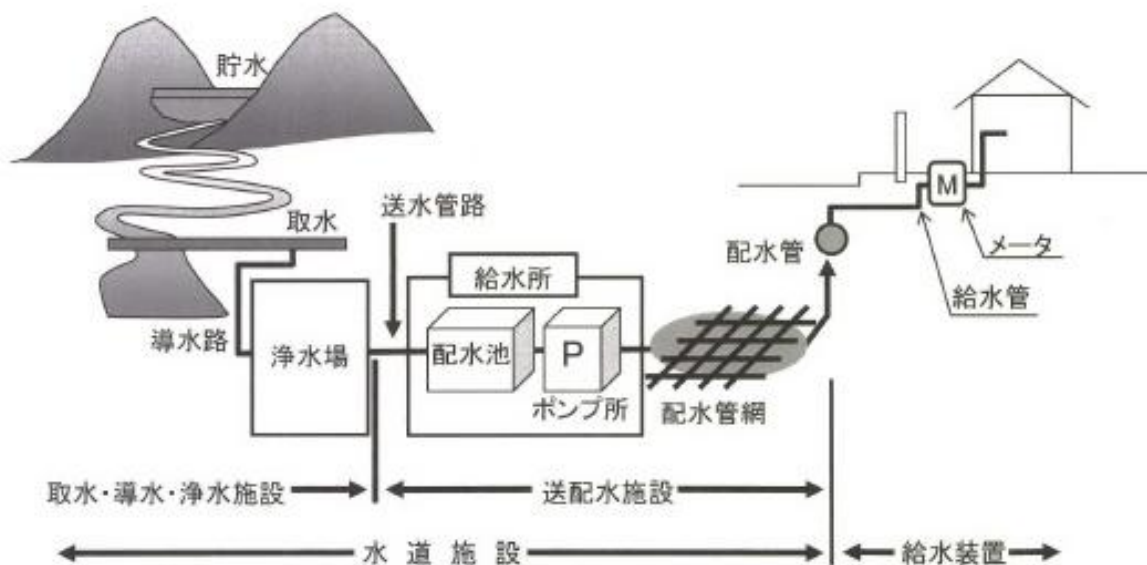 貯水
取水
導水路
浄水場
送水管路
給水所
配水池
P
ポンプ所
配水管網
配水管
M
メータ
給水管
取水・導水・浄水施設
送配水施設
水道施設
給水装置